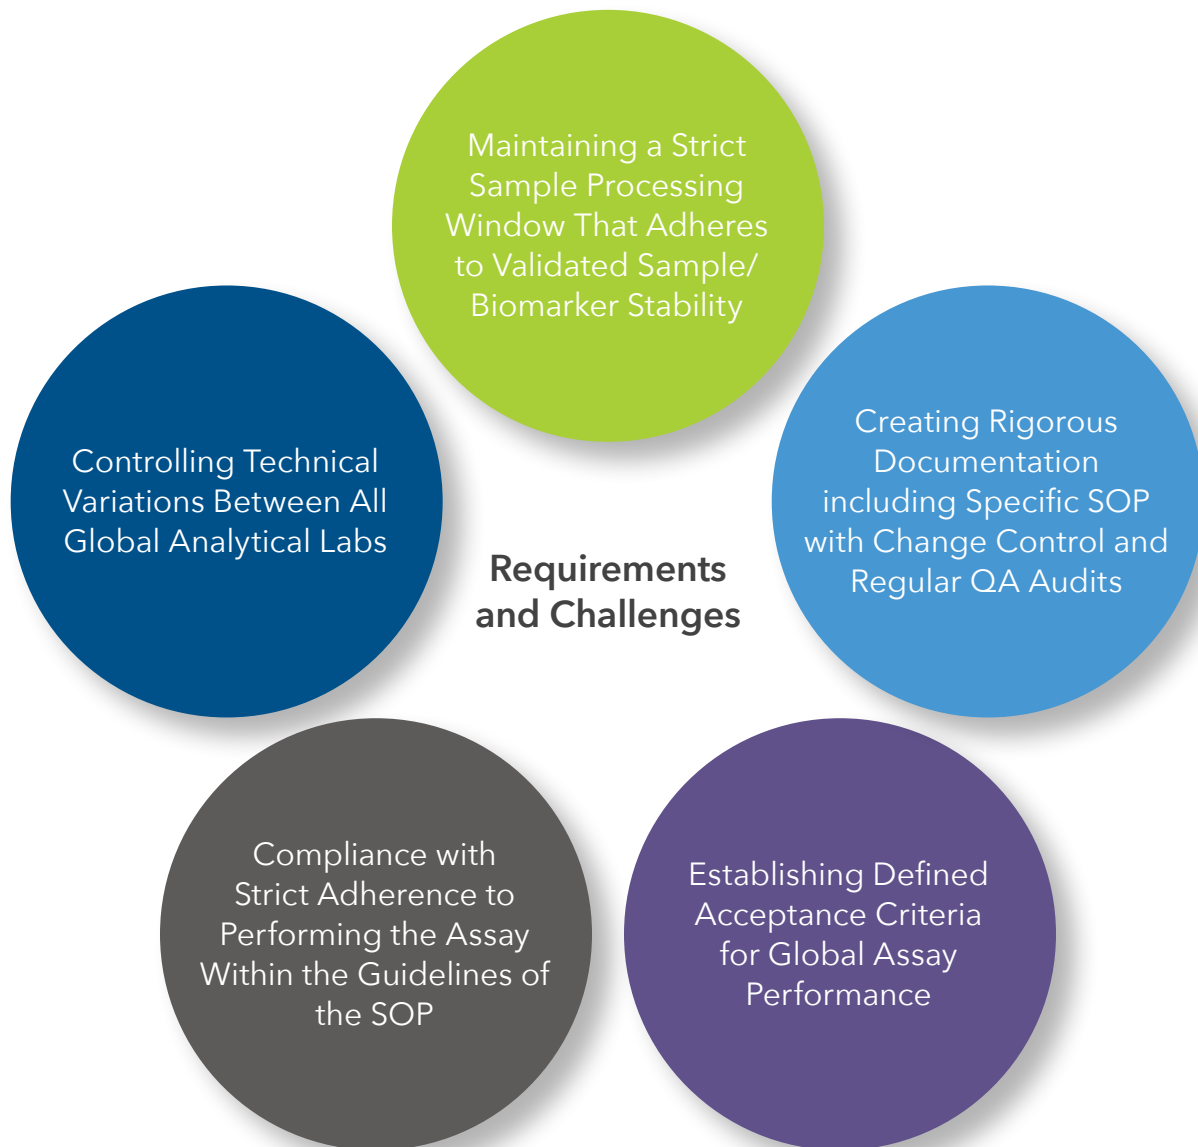 Maintaining a Strict
Sample Processing
Window That Adheres
to Validated Sample/
Biomarker Stability
Creating Rigorous
Documentation
including Specific SOP
with Change Control and
Regular QA Audits
Controlling Technical
Variations Between All
Global Analytical Labs
Requirements
and Challenges
Compliance with
Strict Adherence to
Performing the Assay
Within the Guidelines of
the SOP
Establishing Defined
Acceptance Criteria
for Global Assay
Performance